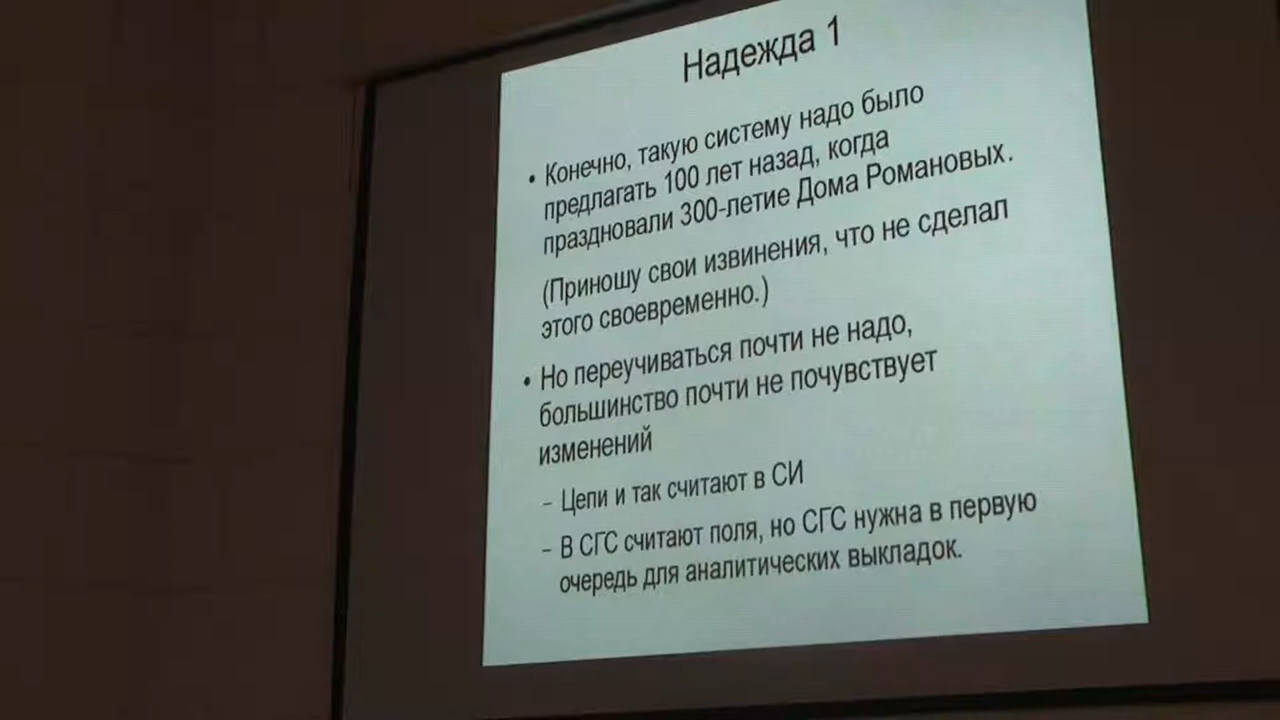 Надежда 1
• Конечно, такую систему надо было
предлагать 100 лет назад, когда
праздновали 300-летие Дома Романовых.
(Приношу свои извинения, что не сделал
этого своевременно.)
• Но переучиваться почти не надо,
большинство почти не почувствует
изменений
– Цепи и так считают в СИ
– В СГС считают поля, но СГС нужна в первую
очередь для аналитических выкладок.